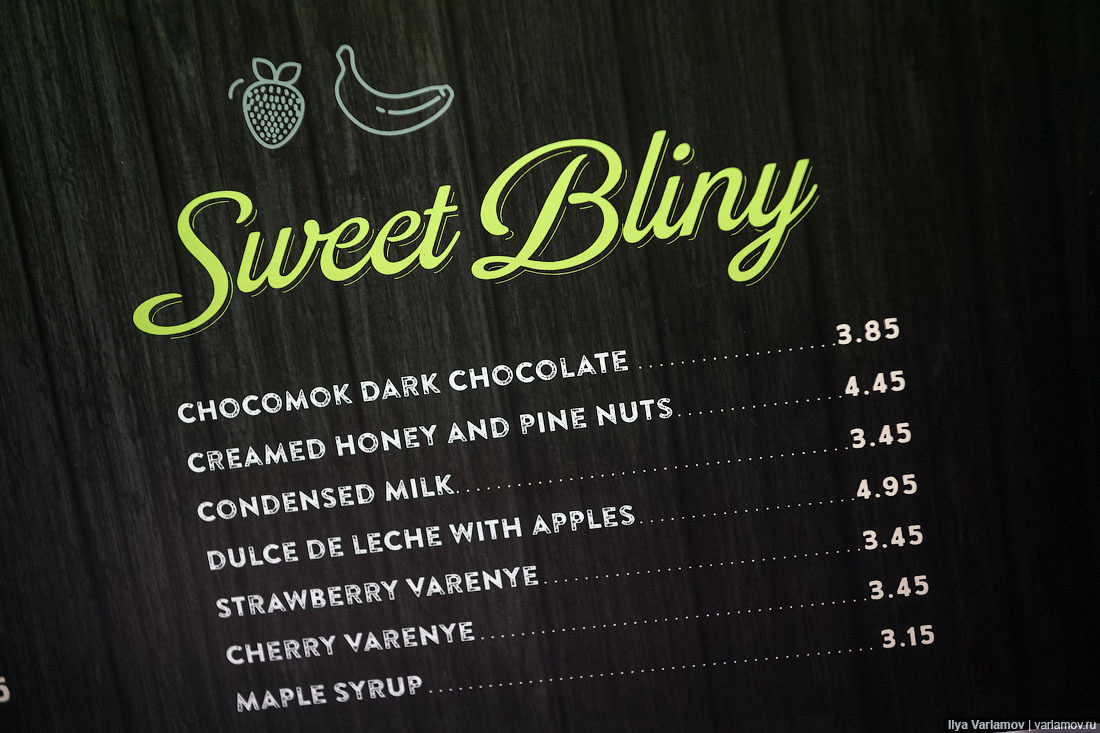 Sweet Bliny
CHOCOMOK DARK CHOCOLATE 3.85
CREAMED HONEY AND PINE NUTS 4.45
CONDENSED MILK 3.45
DULCE DE LECHE WITH APPLES 4.95
STRAWBERRY VARENYE 3.45
CHERRY VARENYE 3.45
MAPLE SYRUP 3.15
5
Ilya Varlamov | varlamov.ru